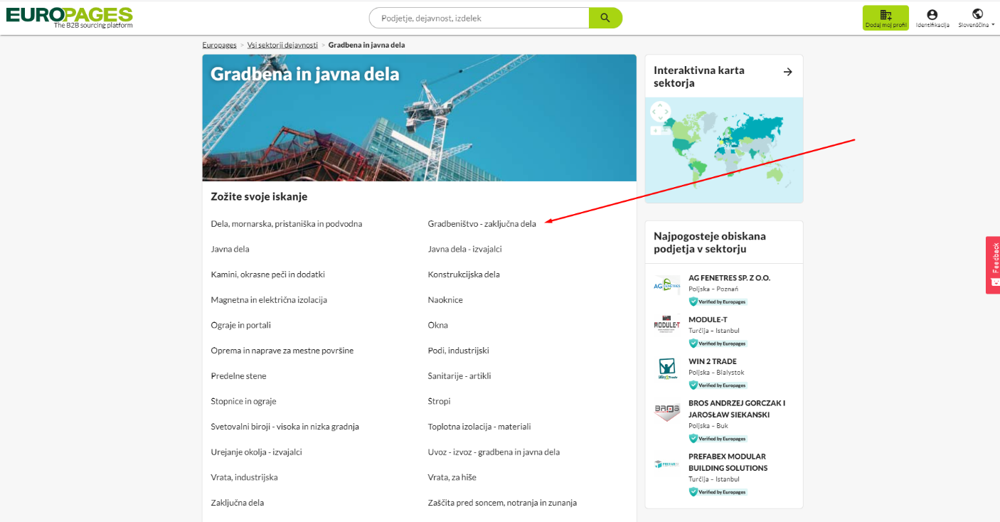 EUROPAGES
The B2B sourcing platform
Podjetje, dejavnost, izdelek
Dodaj moj profil
Identifikacija
Slovenščina
Europages > Vsi sektorji dejavnosti > Gradbena in javna dela
Gradbena in javna dela
Zožite svoje iskanje
Dela, mornarska, pristaniška in podvodna
Gradbeništvo - zaključna dela
Javna dela
Javna dela - izvajalci
Kamini, okrasne peči in dodatki
Konstrukcijska dela
Magnetna in električna izolacija
Naoknice
Ograje in portali
Okna
Oprema in naprave za mestne površine
Podi, industrijski
Predelne stene
Sanitarije - artikli
Stopnice in ograje
Stropi
Svetovalni biroji - visoka in nizka gradnja
Toplotna izolacija - materiali
Urejanje okolja - izvajalci
Uvoz - izvoz - gradbena in javna dela
Vrata, industrijska
Vrata, za hiše
Zaključna dela
Zaščita pred soncem, notranja in zunanja
Interaktivna karta
sektorja
Najpogosteje obiskana
podjetja v sektorju
AG FENETRES
AG FENETRES SP. Z O.O.
Poljska – Poznań
Verified by Europages
MODULE-T
MODULE-T
Turčija – Istanbul
Verified by Europages
WIN 2 TRADE
Poljska – Bialystok
Verified by Europages
BROS
BROS ANDRZEJ GORCZAK I
JAROSŁAW SIEKANSKI
Poljska – Buk
Verified by Europages
PREFABEX MODULAR
BUILDING SOLUTIONS
Turčija – Istanbul
Verified by Europages
Feedback